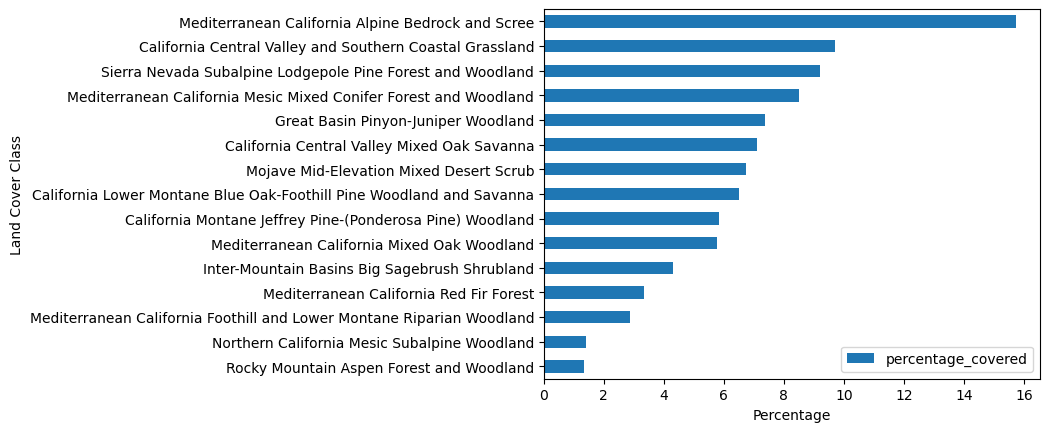 Land Cover Class
Mediterranean California Alpine Bedrock and Scree
California Central Valley and Southern Coastal Grassland
Sierra Nevada Subalpine Lodgepole Pine Forest and Woodland
Mediterranean California Mesic Mixed Conifer Forest and Woodland
Great Basin Pinyon-Juniper Woodland
California Central Valley Mixed Oak Savanna
Mojave Mid-Elevation Mixed Desert Scrub
California Lower Montane Blue Oak-Foothill Pine Woodland and Savanna
California Montane Jeffrey Pine-(Ponderosa Pine) Woodland
Mediterranean California Mixed Oak Woodland
Inter-Mountain Basins Big Sagebrush Shrubland
Mediterranean California Red Fir Forest
Mediterranean California Foothill and Lower Montane Riparian Woodland
Northern California Mesic Subalpine Woodland
Rocky Mountain Aspen Forest and Woodland
percentage_covered
0 2 4 6 8 10 12 14 16
Percentage